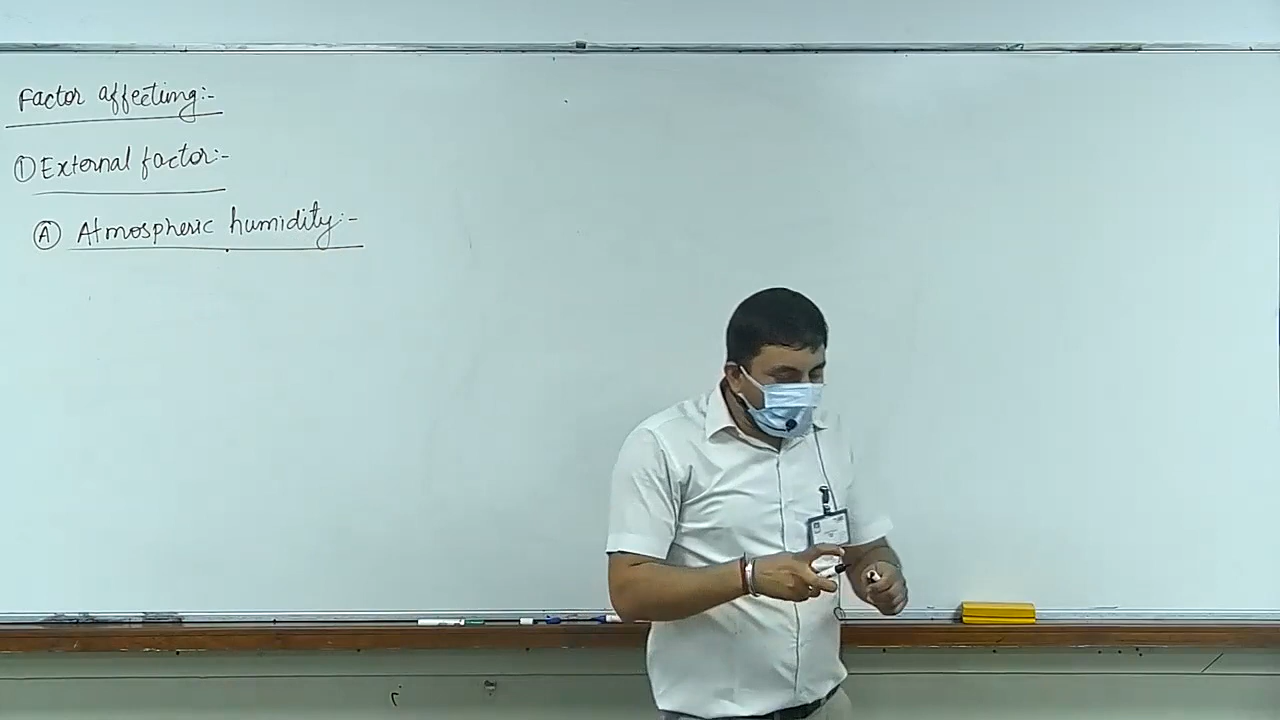 Factor affecting:-
① External factor:-
Ⓐ Atmospheric humidity:-